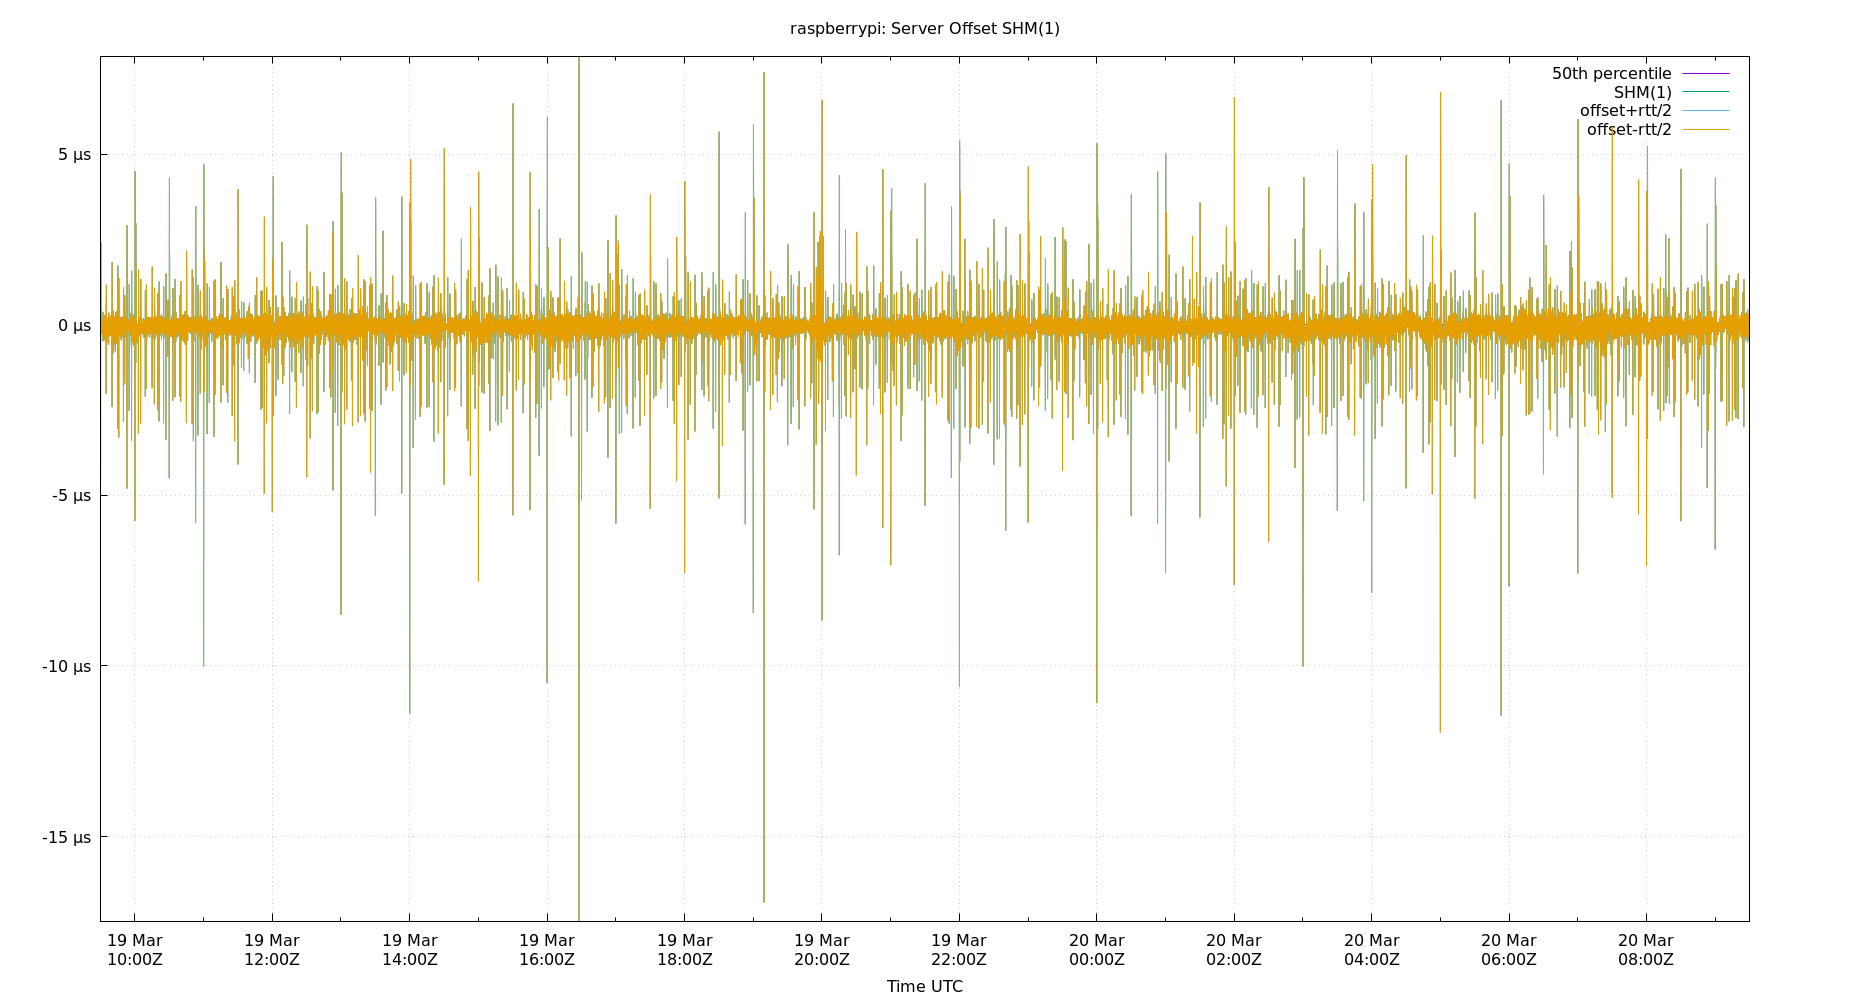 raspberrypi: Server Offset SHM(1)
50th percentile
SHM(1)
offset+rtt/2
offset-rtt/2
5 µs
0 µs
-5 µs
-10 µs
-15 µs
19 Mar 19 Mar 19 Mar 19 Mar 19 Mar 19 Mar 19 Mar 20 Mar 20 Mar 20 Mar 20 Mar 20 Mar
10:00Z 12:00Z 14:00Z 16:00Z 18:00Z 20:00Z 22:00Z 00:00Z 02:00Z 04:00Z 06:00Z 08:00Z
Time UTC